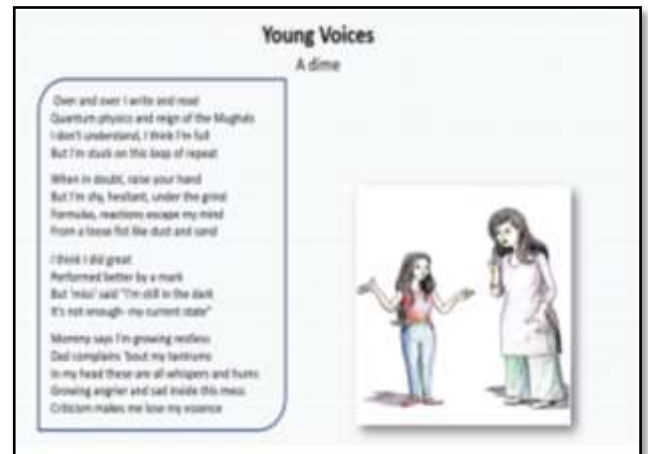 Young Voices
A dime
Over and over I write and read
Quantum physics and reign of the Mughals
I don't understand, I think I'm full
But I'm stuck on this loop of repeat
When in doubt, raise your hand
But I'm shy, hesitant, under the grind
Formulas, reactions escape my mind
From a loose fist like dust and sand
I think I did great
Performed better by a mark
But 'miss' said "I'm still in the dark
It's not enough- my current state"
Mommy says I'm growing restless
Dad complains 'bout my tantrums
In my head these are all whispers and hums
Growing angrier and sad inside this mess
Criticism makes me lose my essence